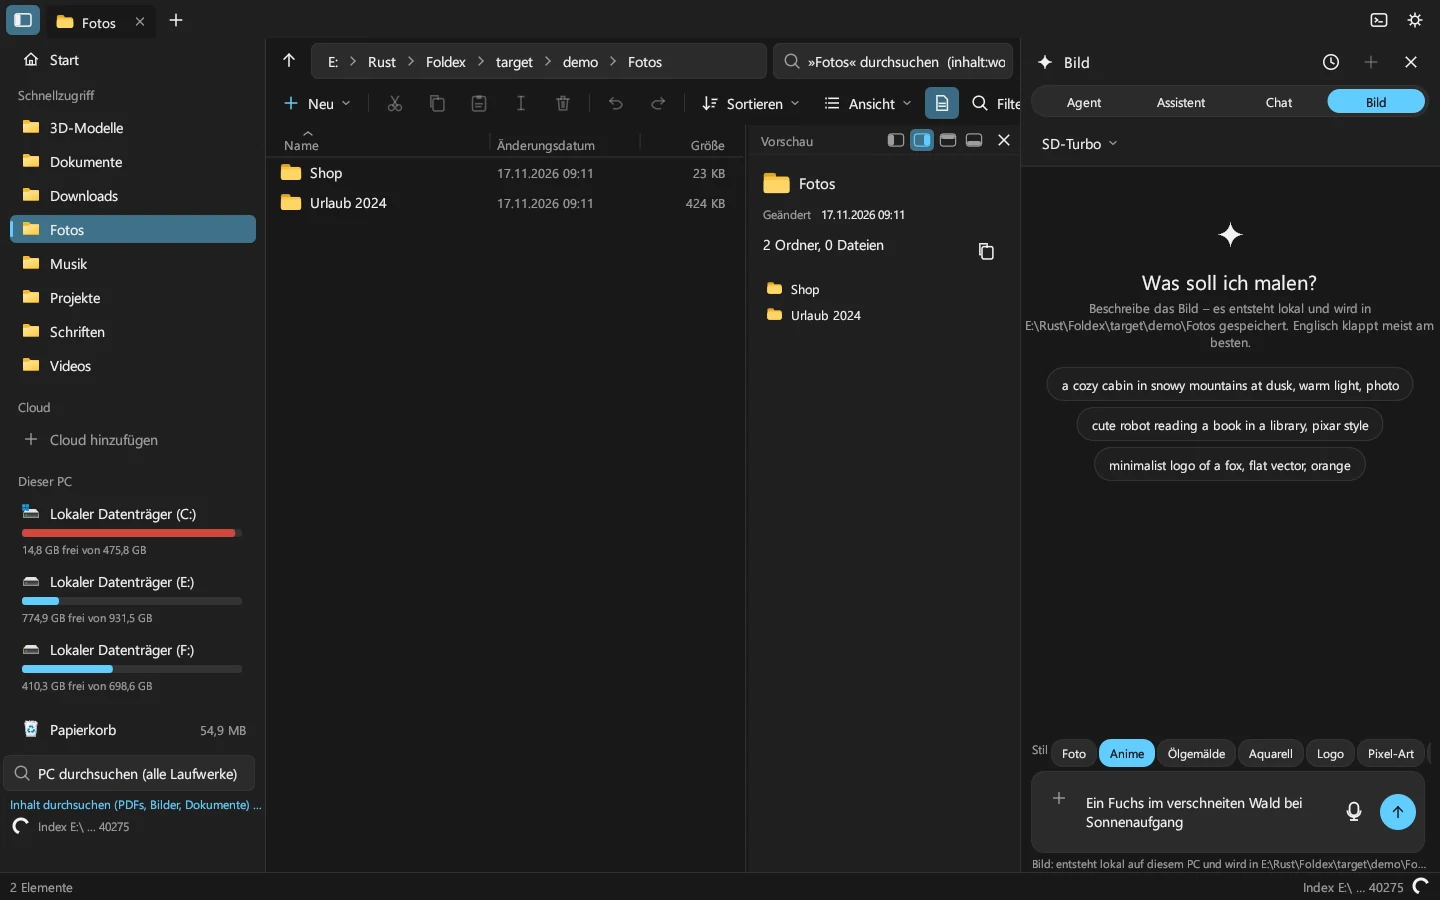 Fotos
Start
Schnellzugriff
3D-Modelle
Dokumente
Downloads
Fotos
Musik
Projekte
Schriften
Videos
Cloud
Cloud hinzufügen
Dieser PC
Lokaler Datenträger (C:)
14,8 GB frei von 475,8 GB
Lokaler Datenträger (E:)
774,9 GB frei von 931,5 GB
Lokaler Datenträger (F:)
410,3 GB frei von 698,6 GB
Papierkorb 54,9 MB
PC durchsuchen (alle Laufwerke)
Inhalt durchsuchen (PDFs, Bilder, Dokumente) ...
Index E:\ ... 40275
2 Elemente
E: Rust Foldex target demo Fotos
»Fotos« durchsuchen (inhalt:wo
Neu Sortieren Ansicht Filte
Name Änderungsdatum Größe
Shop 17.11.2026 09:11 23 KB
Urlaub 2024 17.11.2026 09:11 424 KB
Vorschau
Fotos
Geändert 17.11.2026 09:11
2 Ordner, 0 Dateien
Shop
Urlaub 2024
Bild
Agent Assistent Chat Bild
SD-Turbo
Was soll ich malen?
Beschreibe das Bild – es entsteht lokal und wird in
E:\Rust\Foldex\target\demo\Fotos gespeichert. Englisch klappt meist am
besten.
a cozy cabin in snowy mountains at dusk, warm light, photo
cute robot reading a book in a library, pixar style
minimalist logo of a fox, flat vector, orange
Stil Foto Anime Ölgemälde Aquarell Logo Pixel-Art
Ein Fuchs im verschneiten Wald bei
Sonnenaufgang
Bild: entsteht lokal auf diesem PC und wird in E:\Rust\Foldex\target\demo\Fo...
Index E:\ ... 40275